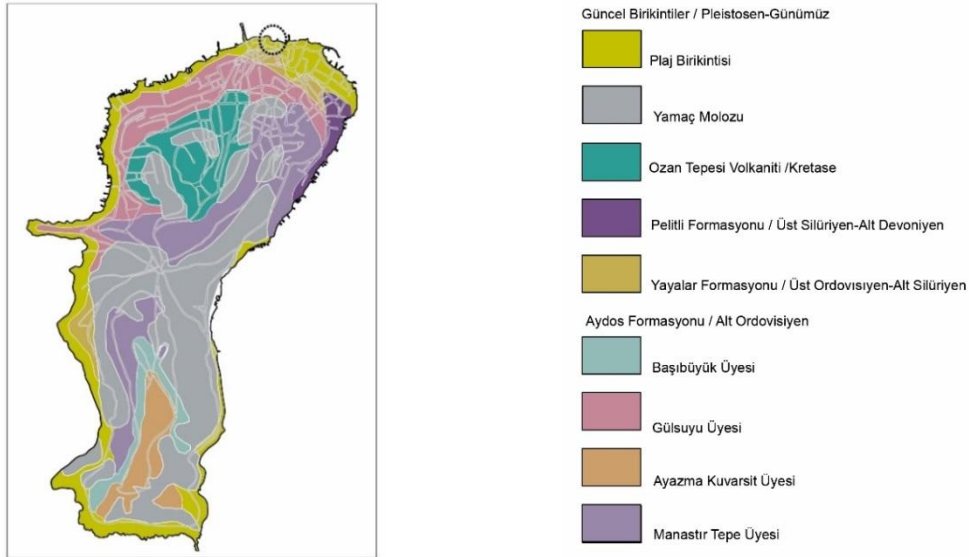 Güncel Birikintiler / Pleistosen-Günümüz
Plaj Birikintisi
Yamaç Molozu
Ozan Tepesi Volkaniti /Kretase
Pelitli Formasyonu / Üst Silüriyen-Alt Devoniyen
Yayalar Formasyonu / Üst Ordovısıyen-Alt Silüriyen
Aydos Formasyonu / Alt Ordovisiyen
Başıbüyük Üyesi
Gülsuyu Üyesi
Ayazma Kuvarsit Üyesi
Manastır Tepe Üyesi